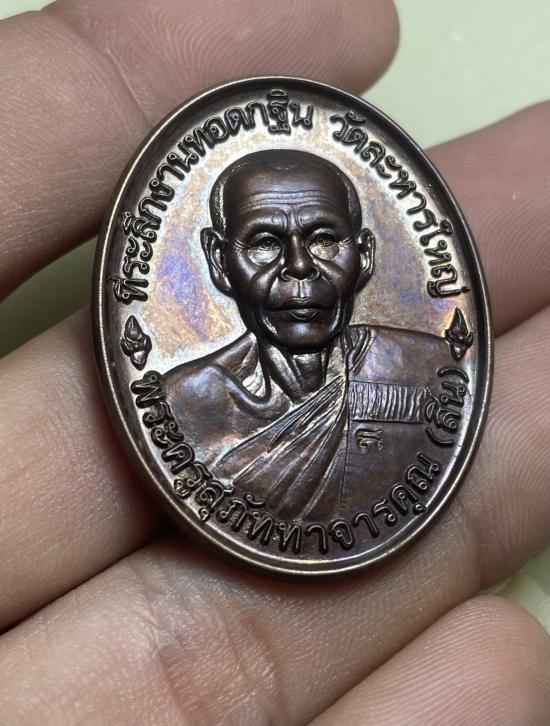 ที่ระลึกงานทอดกฐิน วัดละหารใหญ่
พระครูสุภัททาจารคุณ (สิน)